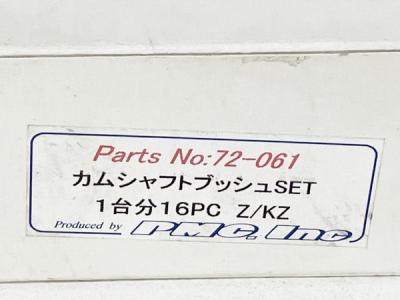 Parts No:72-061
カムシャフトブッシュSET
1台分16PC Z/KZ
Produced by PMC. Inc